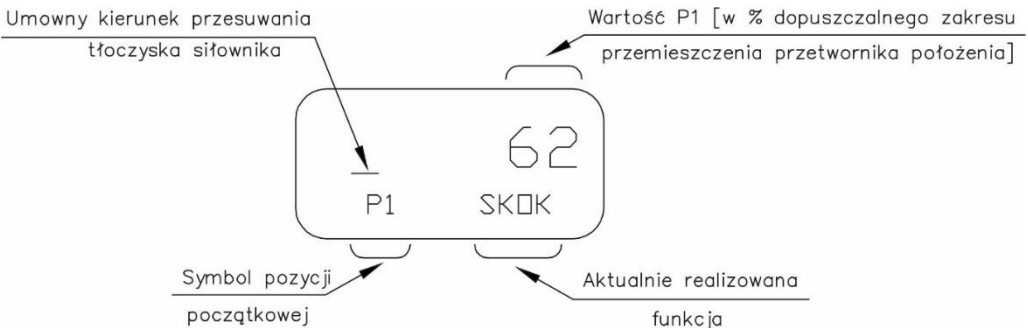 Umowny kierunek przesuwania
tłoczyska siłownika
Wartość P1 [w % dopuszczalnego zakresu
przemieszczenia przetwornika położenia]
62
P1 SKOK
Symbol pozycji
początkowej
Aktualnie realizowana
funkcja